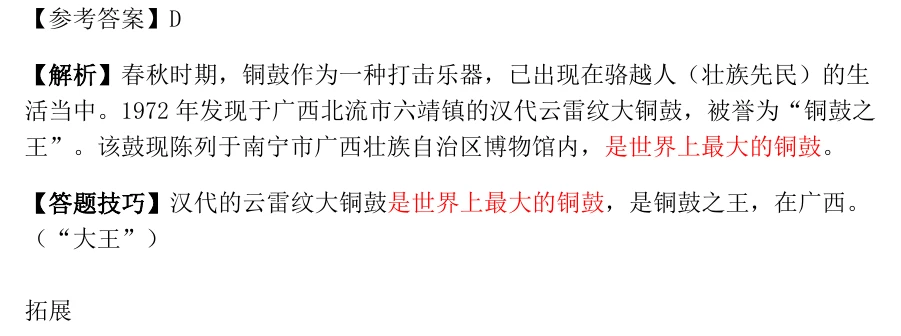 【参考答案】D
【解析】春秋时期，铜鼓作为一种打击乐器，已出现在骆越人（壮族先民）的生
活当中。1972 年发现于广西北流市六靖镇的汉代云雷纹大铜鼓，被誉为“铜鼓之
王”。该鼓现陈列于南宁市广西壮族自治区博物馆内，是世界上最大的铜鼓。
【答题技巧】汉代的云雷纹大铜鼓是世界上最大的铜鼓，是铜鼓之王，在广西。
（“大王”）
拓展